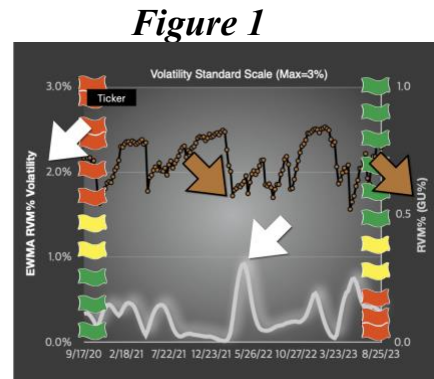 Figure 1
Volatility Standard Scale (Max=3%)
3.0%
1.0
Ticker
2.0%
0.5
1.0%
0.0%
0.0
EWMA RVM% Volatility
RVM% (GU%)
9/17/20 2/18/21 7/22/21 12/23/21 5/26/22 10/27/22 3/23/23 8/25/23